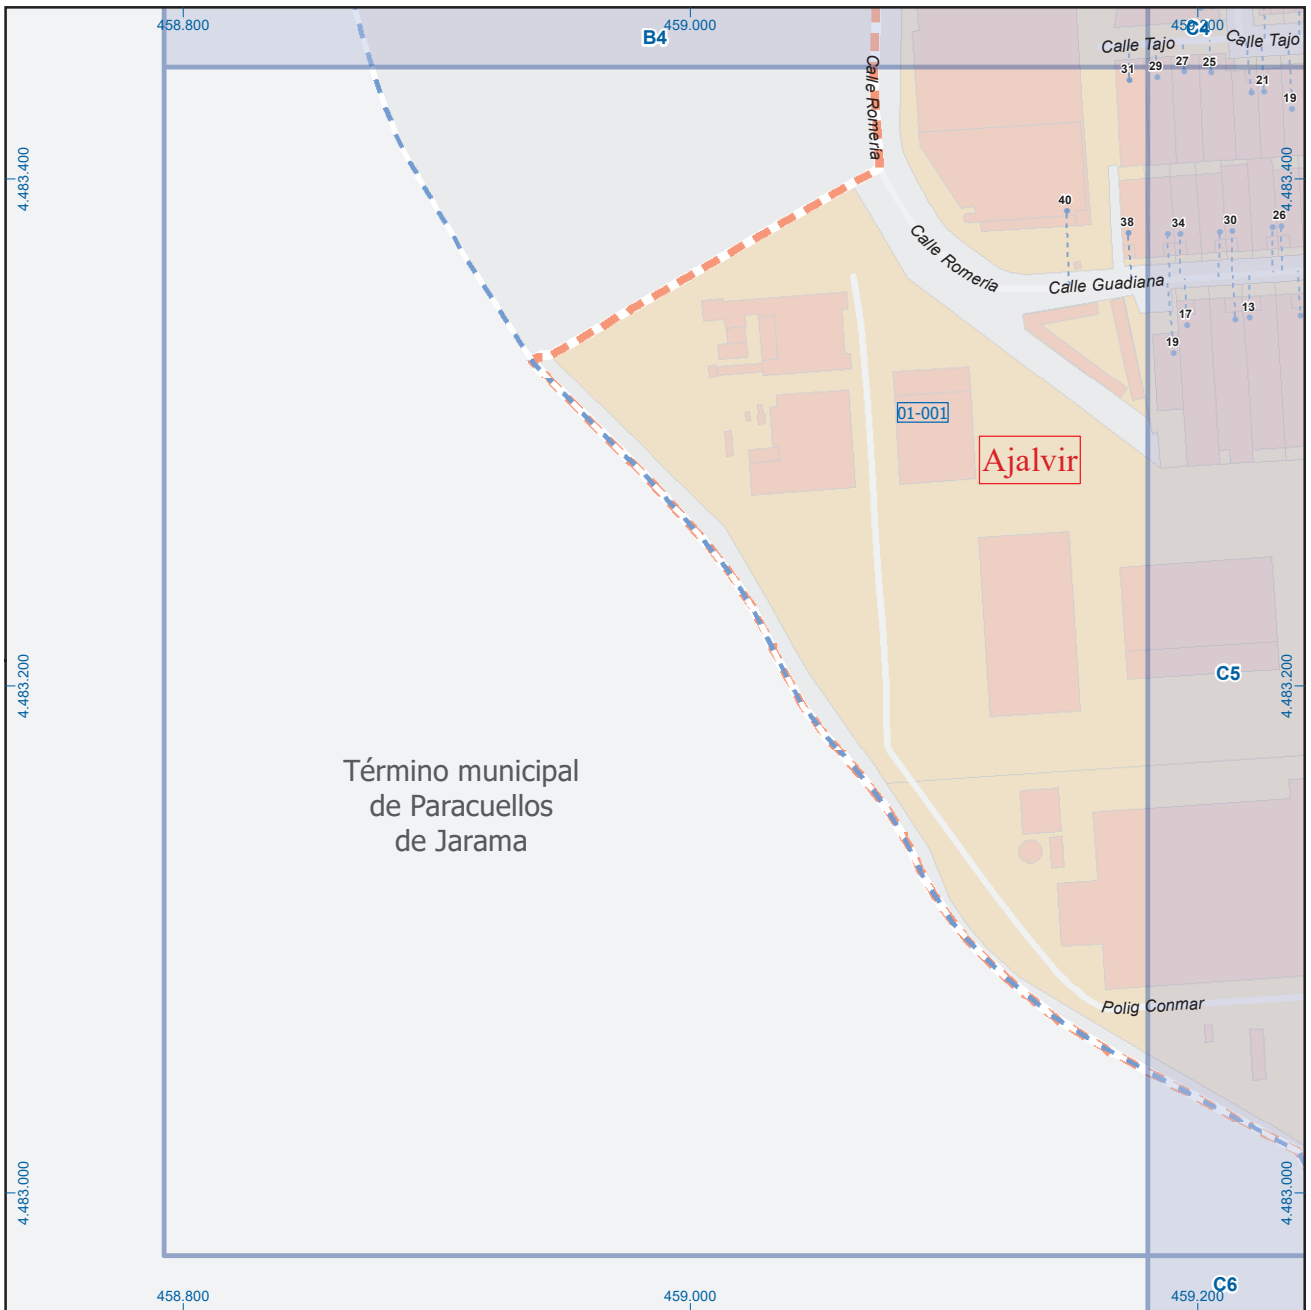 458.800
459.000
459.200
B4
C4
Calle Tajo
Calle Tajo
31
29
27
25
21
19
Calle Romeria
4.483.400
4.483.400
40
38
34
30
26
Calle Romeria
Calle Guadiana
17
13
19
01-001
Ajalvir
4.483.200
4.483.200
C5
Término municipal
de Paracuellos
de Jarama
Polig Conmar
4.483.000
4.483.000
C6
458.800
459.000
459.200